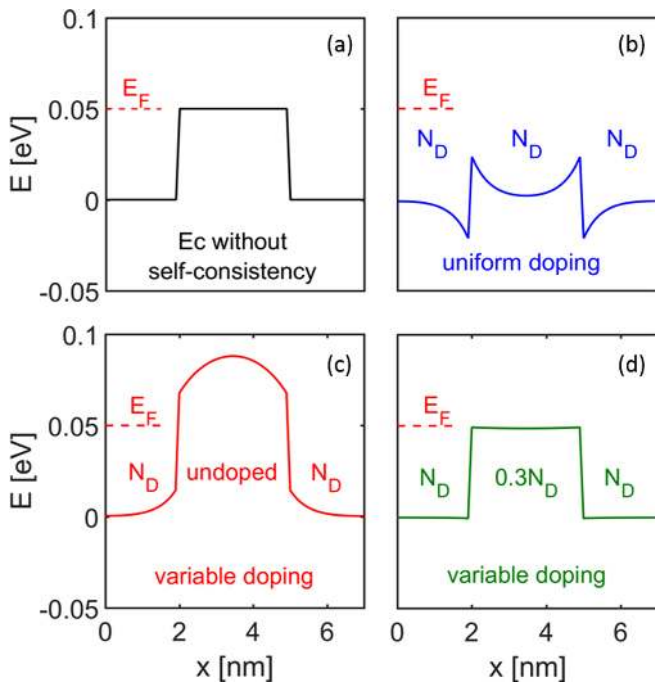 0.1
(a)
(b)
E_F
E_F
0.05
N_D N_D N_D
E [eV]
0
Ec without
self-consistency
uniform doping
-0.05
0.1
(c)
(d)
E_F
E_F
0.05
N_D undoped N_D
N_D 0.3N_D N_D
E [eV]
0
variable doping
variable doping
-0.05
0 2 4 6
0 2 4 6
x [nm]
x [nm]